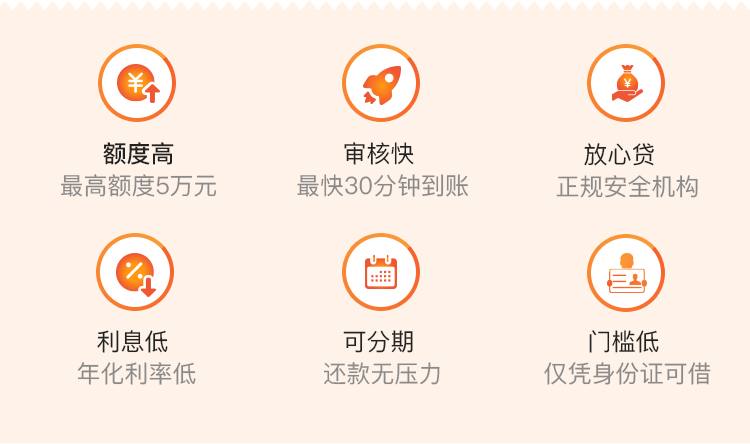 额度高
最高额度5万元
审核快
最快30分钟到账
放心贷
正规安全机构
利息低
年化利率低
可分期
还款无压力
门槛低
仅凭身份证可借